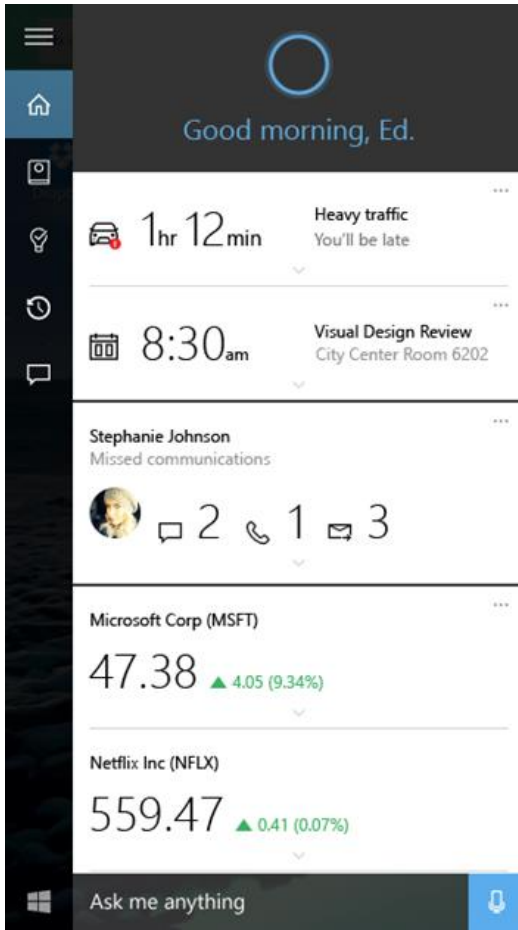 Good morning, Ed.
1hr 12min
Heavy traffic
You'll be late
8:30am
Visual Design Review
City Center Room 6202
Stephanie Johnson
Missed communications
2 1 3
Microsoft Corp (MSFT)
47.38 ▲ 4.05 (9.34%)
Netflix Inc (NFLX)
559.47 ▲ 0.41 (0.07%)
Ask me anything